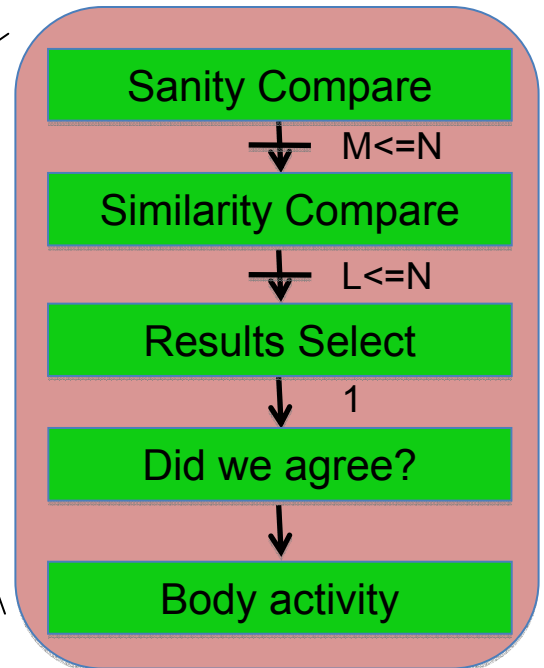 Sanity Compare
M<=N
Similarity Compare
L<=N
Results Select
1
Did we agree?
Body activity